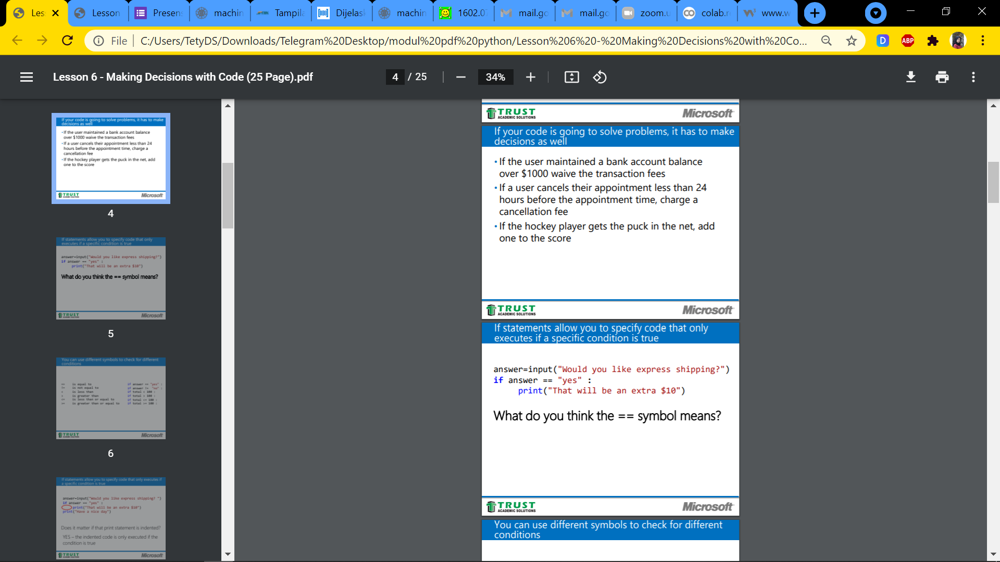 Les
Lesson
Presens
machin
Tampila
Dijelask
machin
1602.07
mail.go
mail.go
zoom.u
colab.r
www.w
File
C:/Users/TetyDS/Downloads/Telegram%20Desktop/modul%20pdf%20python/Lesson%206%20-%20Making%20Decisions%20with%20Co...
D
ABP
Lesson 6 - Making Decisions with Code (25 Page).pdf
4 / 25
34%
If your code is going to solve problems, it has to make
decisions as well
• If the user maintained a bank account balance
over $1000 waive the transaction fees
• If a user cancels their appointment less than 24
hours before the appointment time, charge a
cancellation fee
• If the hockey player gets the puck in the net, add
one to the score
TRUST
ACADEMIC SOLUTIONS
Microsoft
4
If statements allow you to specify code that only
executes if a specific condition is true
answer=input("Would you like express shipping?")
if answer == "yes" :
print("That will be an extra $10")
What do you think the == symbol means?
TRUST
ACADEMIC SOLUTIONS
Microsoft
5
You can use different symbols to check for different
conditions
== is equal to if answer == "yes" :
!= is not equal to if answer != "no" :
< is less than if total < 100 :
> is greater than if total > 100 :
<= is less than or equal to if total <= 100 :
>= is greater than or equal to if total >= 100 :
TRUST
ACADEMIC SOLUTIONS
Microsoft
6
If statements allow you to specify code that only executes if
a specific condition is true
answer=input("Would you like express shipping? ")
if answer == "yes" :
print("That will be an extra $10")
print("Have a nice day")
Does it matter if that print statement is indented?
YES – the indented code is only executed if the
condition is true
TRUST
ACADEMIC SOLUTIONS
Microsoft
TRUST
ACADEMIC SOLUTIONS
Microsoft
If your code is going to solve problems, it has to make
decisions as well
• If the user maintained a bank account balance
over $1000 waive the transaction fees
• If a user cancels their appointment less than 24
hours before the appointment time, charge a
cancellation fee
• If the hockey player gets the puck in the net, add
one to the score
TRUST
ACADEMIC SOLUTIONS
Microsoft
If statements allow you to specify code that only
executes if a specific condition is true
answer=input("Would you like express shipping?")
if answer == "yes" :
print("That will be an extra $10")
What do you think the == symbol means?
TRUST
ACADEMIC SOLUTIONS
Microsoft
You can use different symbols to check for different
conditions